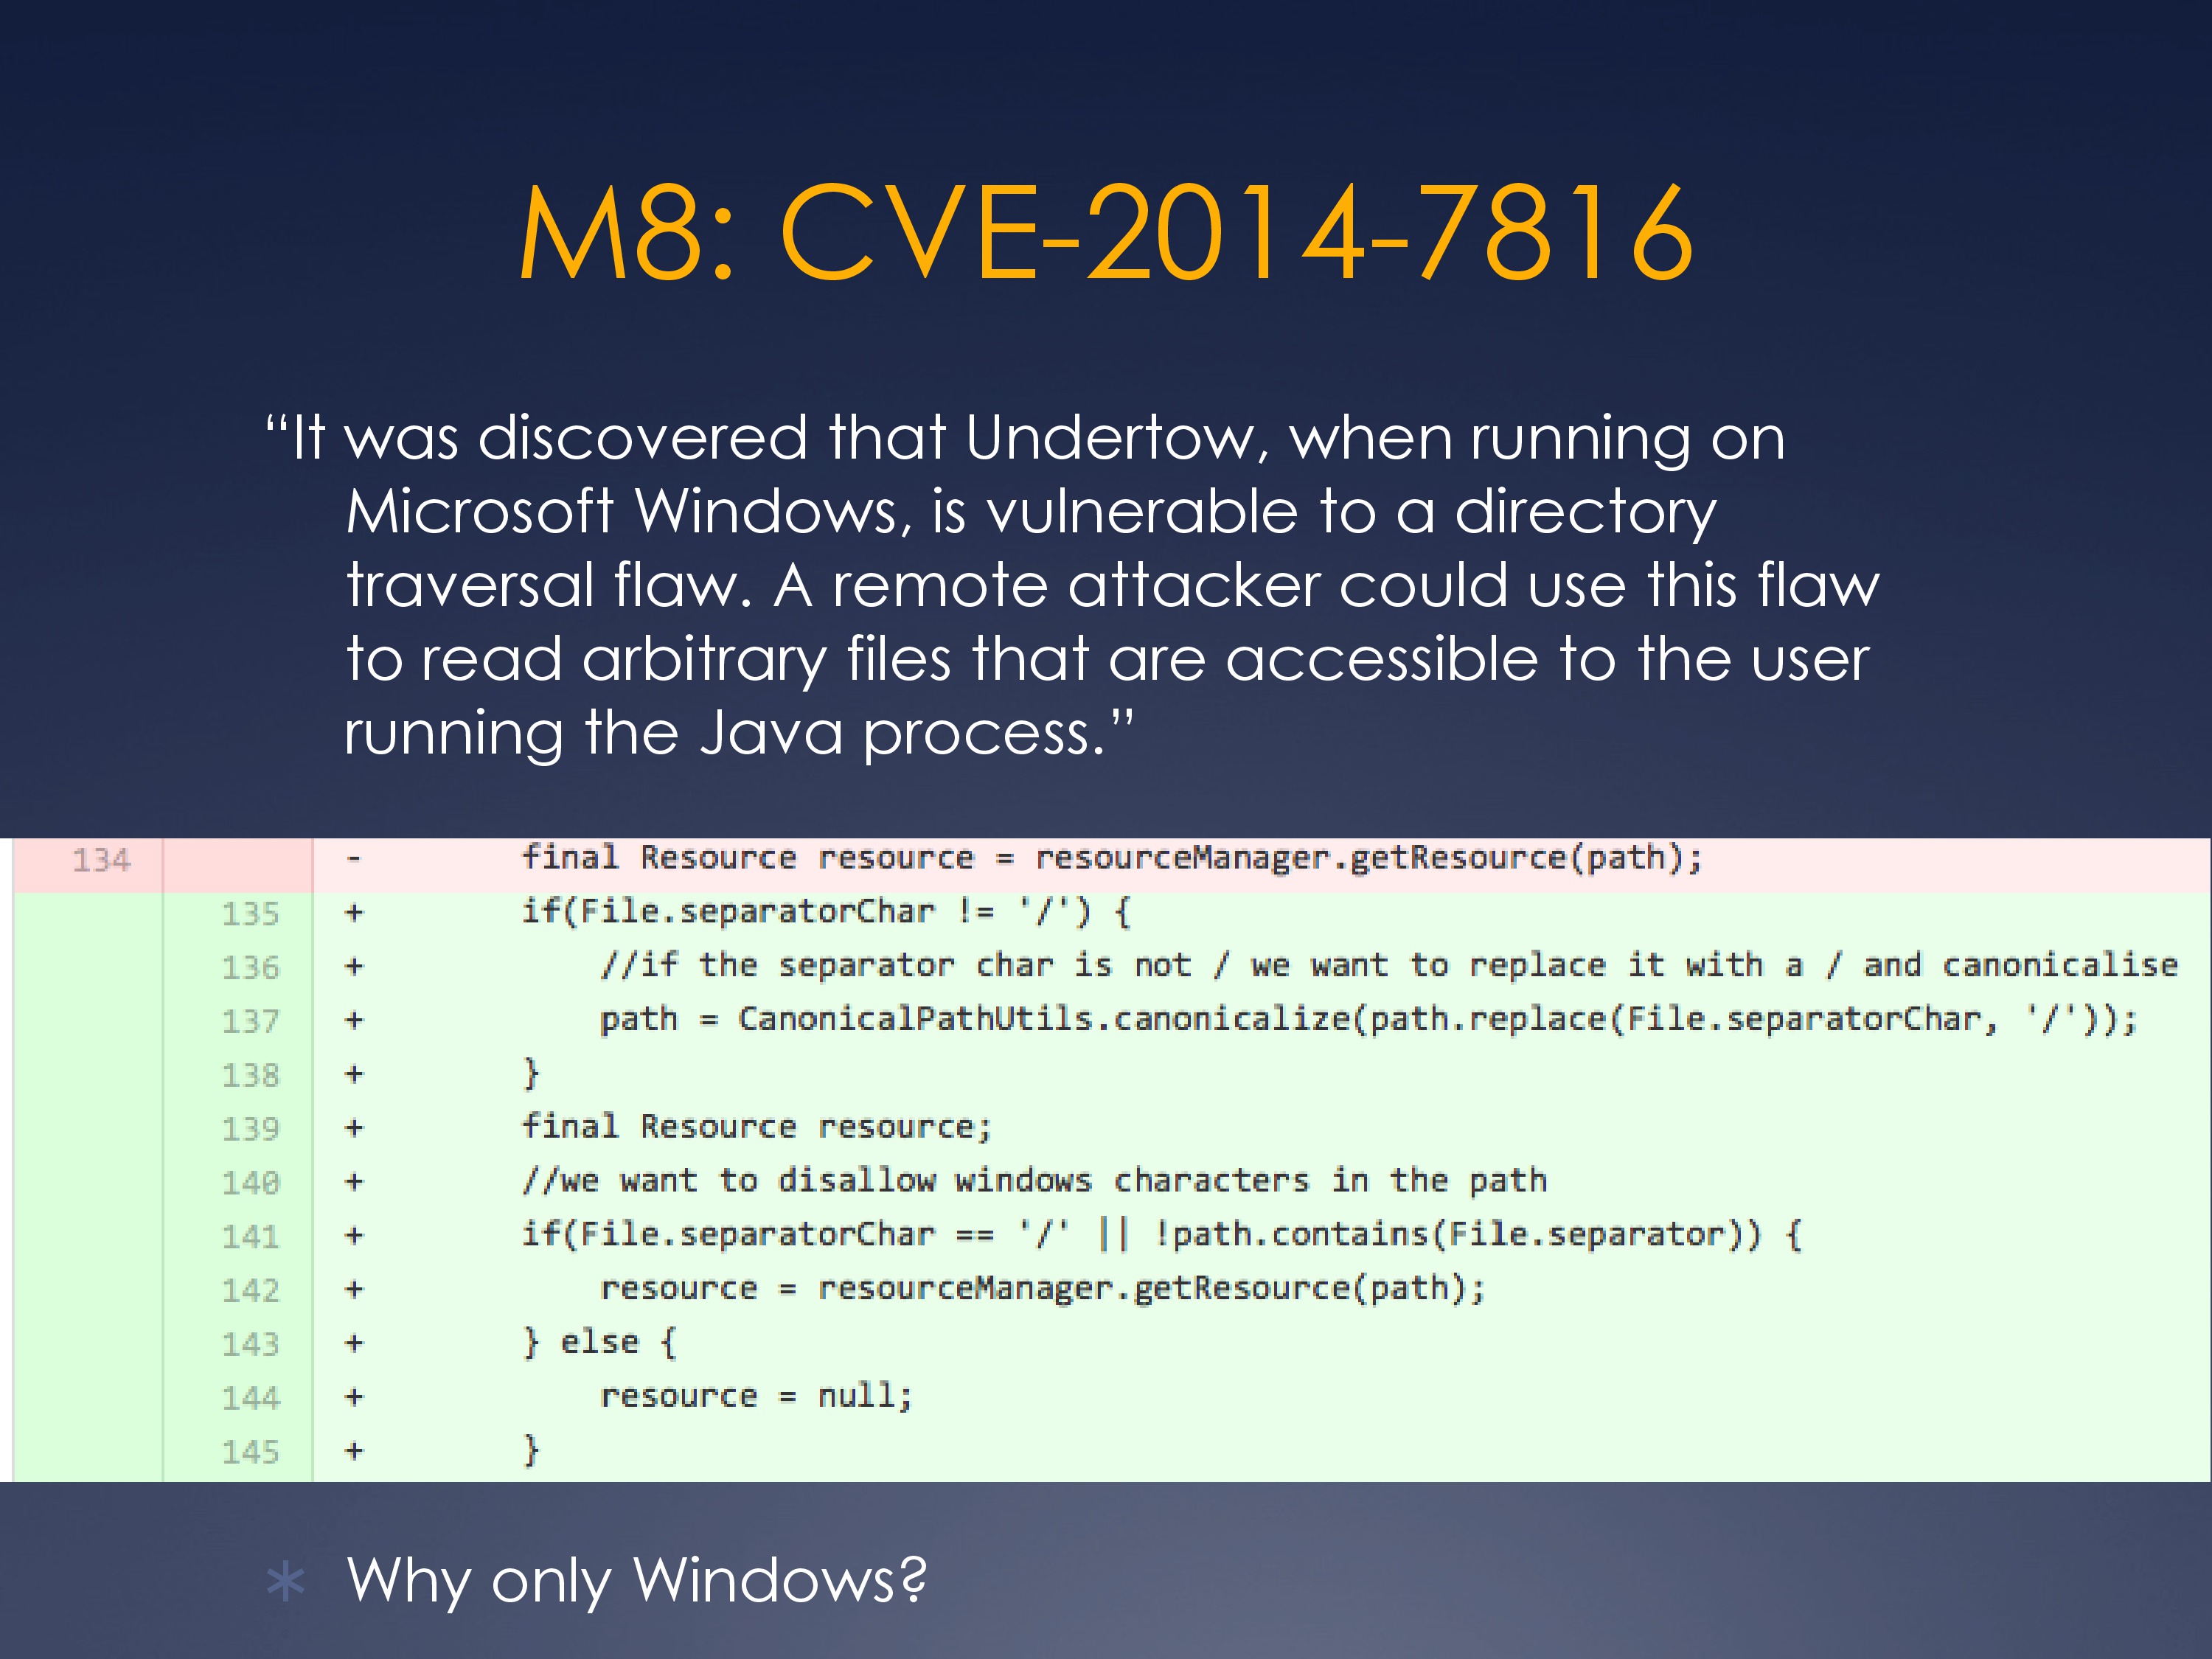 M8: CVE-2014-7816
“It was discovered that Undertow, when running on
Microsoft Windows, is vulnerable to a directory
traversal flaw. A remote attacker could use this flaw
to read arbitrary files that are accessible to the user
running the Java process.”
134 - final Resource resource = resourceManager.getResource(path);
135 + if(File.separatorChar != '/') {
136 + //if the separator char is not / we want to replace it with a / and canonicalise
137 + path = CanonicalPathUtils.canonicalize(path.replace(File.separatorChar, '/'));
138 + }
139 + final Resource resource;
140 + //we want to disallow windows characters in the path
141 + if(File.separatorChar == '/' || !path.contains(File.separator)) {
142 + resource = resourceManager.getResource(path);
143 + } else {
144 + resource = null;
145 + }
* Why only Windows?